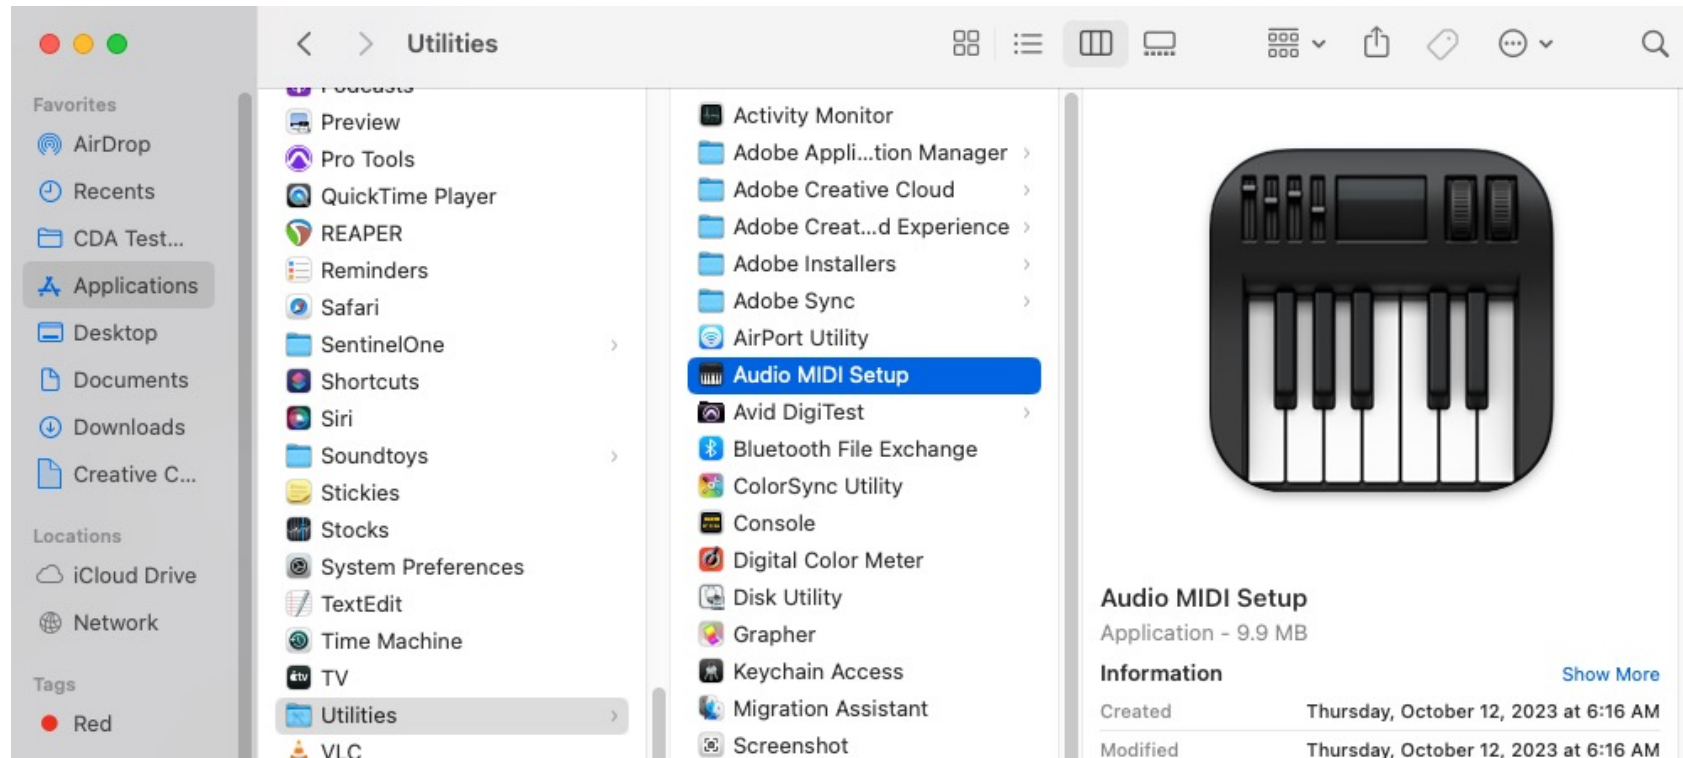 Utilities
Favorites
AirDrop
Recents
CDA Test...
Applications
Desktop
Documents
Downloads
Creative C...
Locations
iCloud Drive
Network
Tags
Red
Podcasts
Preview
Pro Tools
QuickTime Player
REAPER
Reminders
Safari
SentinelOne
Shortcuts
Siri
Soundtoys
Stickies
Stocks
System Preferences
TextEdit
Time Machine
TV
Utilities
VLC
Activity Monitor
Adobe Appli...tion Manager
Adobe Creative Cloud
Adobe Creat...d Experience
Adobe Installers
Adobe Sync
AirPort Utility
Audio MIDI Setup
Avid DigiTest
Bluetooth File Exchange
ColorSync Utility
Console
Digital Color Meter
Disk Utility
Grapher
Keychain Access
Migration Assistant
Screenshot
Audio MIDI Setup
Application - 9.9 MB
Information Show More
Created Thursday, October 12, 2023 at 6:16 AM
Modified Thursday, October 12, 2023 at 6:16 AM